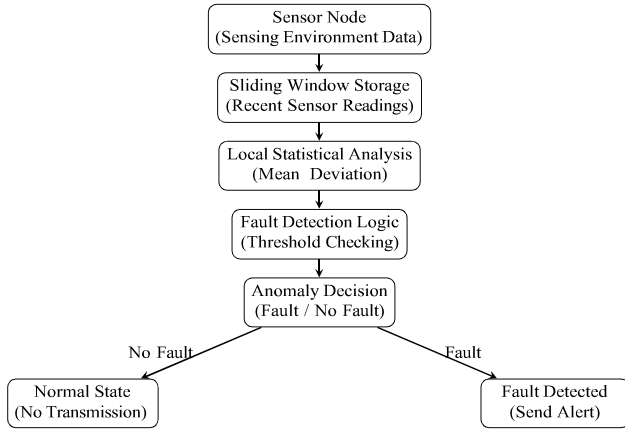 Sensor Node
(Sensing Environment Data)
Sliding Window Storage
(Recent Sensor Readings)
Local Statistical Analysis
(Mean Deviation)
Fault Detection Logic
(Threshold Checking)
Anomaly Decision
(Fault / No Fault)
No Fault
Fault
Normal State
(No Transmission)
Fault Detected
(Send Alert)